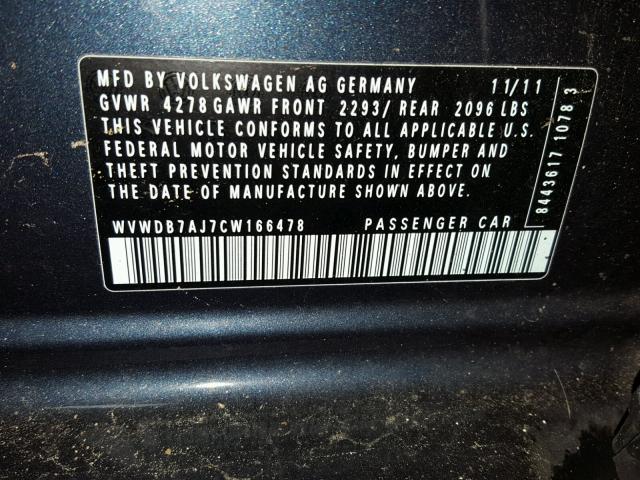 MFD BY VOLKSWAGEN AG GERMANY 11/11
GVWR 4278 GAWR FRONT 2293/ REAR 2096 LBS
THIS VEHICLE CONFORMS TO ALL APPLICABLE U.S.
FEDERAL MOTOR VEHICLE SAFETY, BUMPER AND
THEFT PREVENTION STANDARDS IN EFFECT ON
THE DATE OF MANUFACTURE SHOWN ABOVE.
WVWDB7AJ7CW166478 PASSENGER CAR
8443617 1078 3